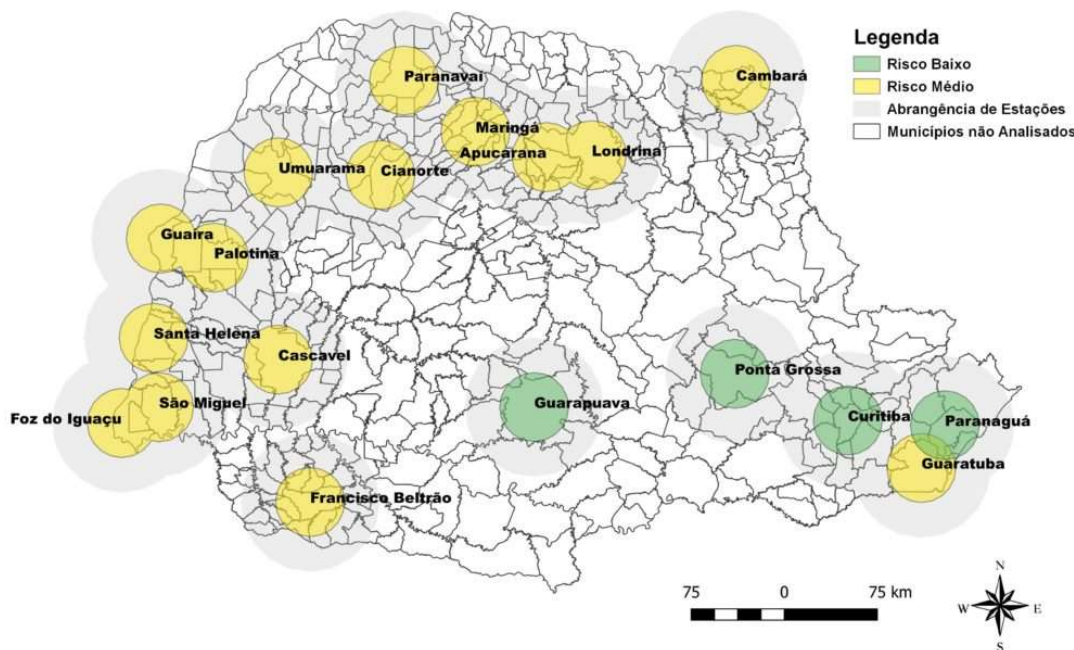 Legenda
Risco Baixo
Risco Médio
Abrangência de Estações
Municípios não Analisados
Paranavai
Cambará
Maringá
Apucarana
Londrina
Umuarama
Cianorte
Guaíra
Palotina
Santa Helena
Cascavel
Ponta Grossa
São Miguel
Guarapuava
Foz do Iguaçu
Curitiba
Paranaguá
Guaratuba
Francisco Beltrão
75 0 75 km
N
W E
S